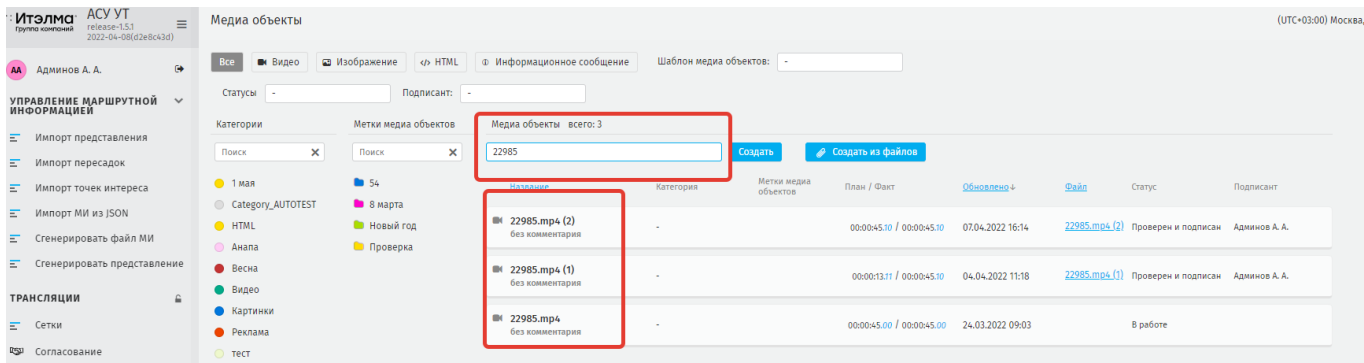 Итэлма АСУ УТ
Группа компаний release-1.5.1
2022-04-08(d2e8c43d)
Медиа объекты
(UTC+03:00) Москва,
АА Админов А. А.
УПРАВЛЕНИЕ МАРШРУТНОЙ ИНФОРМАЦИЕЙ
Импорт представления
Импорт пересадок
Импорт точек интереса
Импорт МИ из JSON
Сгенерировать файл МИ
Сгенерировать представление
ТРАНСЛЯЦИИ
Сетки
Согласование
Все Видео Изображение </> HTML Информационное сообщение Шаблон медиа объектов: -
Статусы - Подписант: -
Категории Метки медиа объектов Медиа объекты всего: 3
Поиск Поиск 22985 Создать Создать из файлов
1 мая
Category_AUTOTEST
HTML
Анапа
Весна
Видео
Картинки
Реклама
тест
54
8 марта
Новый год
Проверка
Название Категория Метки медиа объектов План / Факт Обновлено↓ Файл Статус Подписант
22985.mp4 (2) - 00:00:45.10 / 00:00:45.10 07.04.2022 16:14 22985.mp4 (2) Проверен и подписан Админов А. А.
без комментария
22985.mp4 (1) - 00:00:13.11 / 00:00:45.10 04.04.2022 11:18 22985.mp4 (1) Проверен и подписан Админов А. А.
без комментария
22985.mp4 - 00:00:45.00 / 00:00:45.00 24.03.2022 09:03 В работе
без комментария